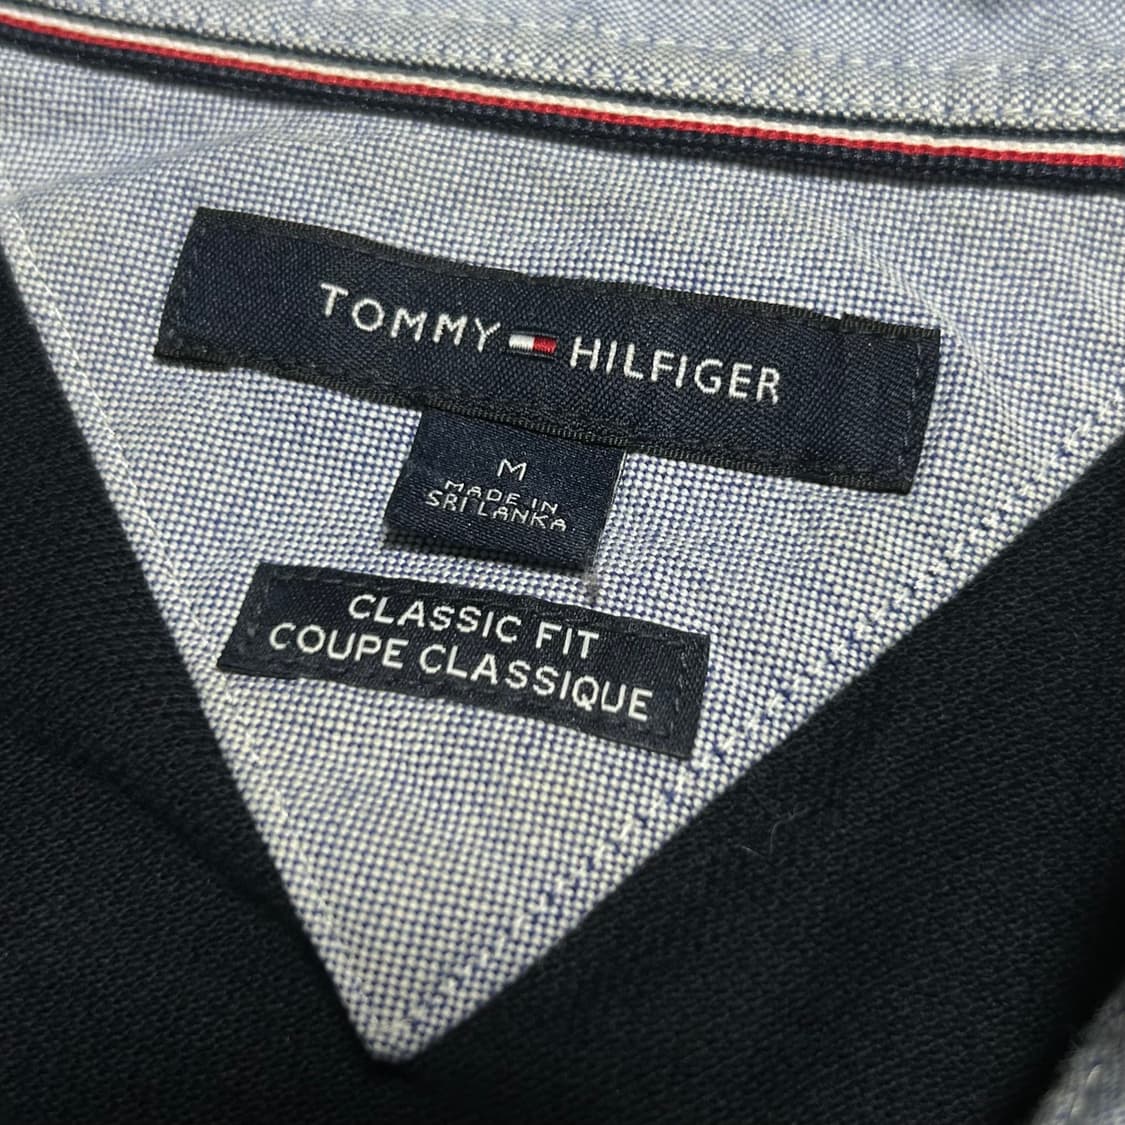 TOMMY HILFIGER
M
MADE IN
SRI LANKA
CLASSIC FIT
COUPE CLASSIQUE